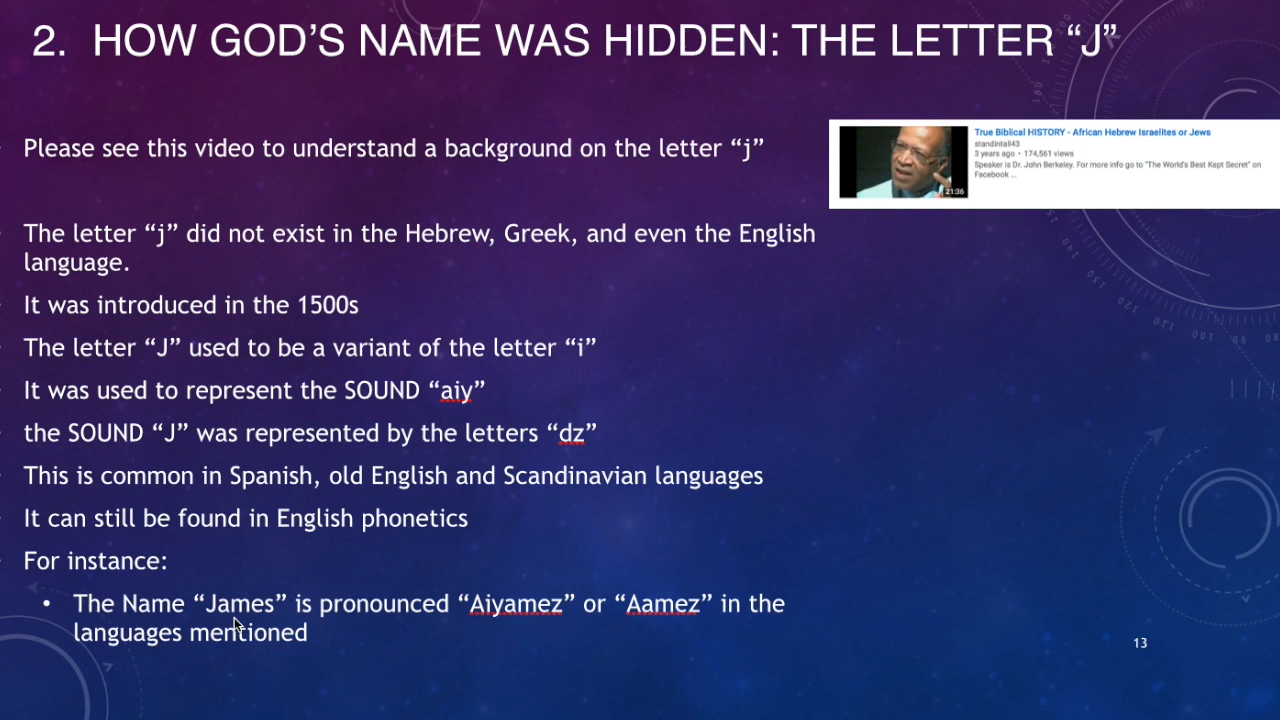 2. HOW GOD’S NAME WAS HIDDEN: THE LETTER “J”
Please see this video to understand a background on the letter “j”
True Biblical HISTORY - African Hebrew Israelites or Jews
standintall43
3 years ago • 174,561 views
Speaker is Dr. John Berkeley. For more info go to "The World's Best Kept Secret" on
Facebook ...
21:36
The letter “j” did not exist in the Hebrew, Greek, and even the English
language.
It was introduced in the 1500s
The letter “J” used to be a variant of the letter “i”
It was used to represent the SOUND “aiy”
the SOUND “J” was represented by the letters “dz”
This is common in Spanish, old English and Scandinavian languages
It can still be found in English phonetics
For instance:
• The Name “James” is pronounced “Aiyamez” or “Aamez” in the
languages mentioned
13